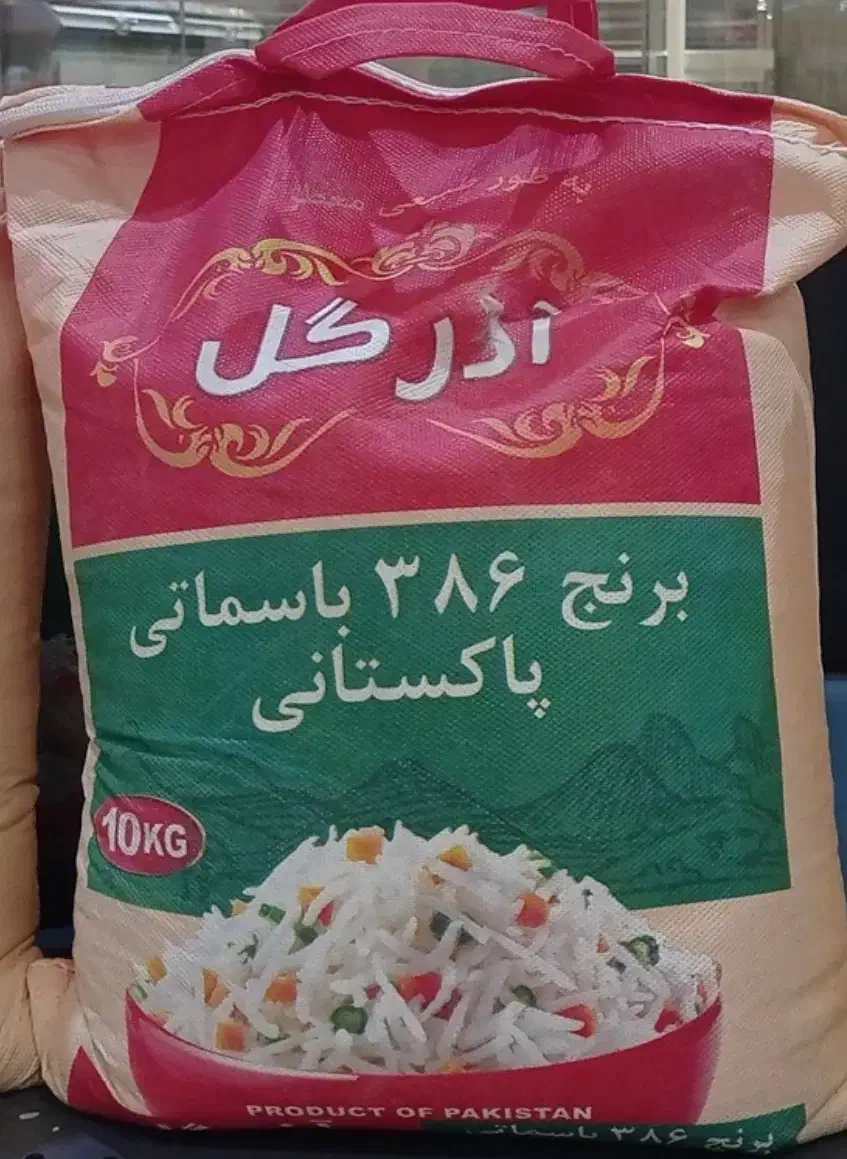 به طور طبیعی معطر
آذر گل
برنج ۳۸۶ باسماتی
پاکستانی
10KG
PRODUCT OF PAKISTAN
برنج ۳۸۶ باسماتی